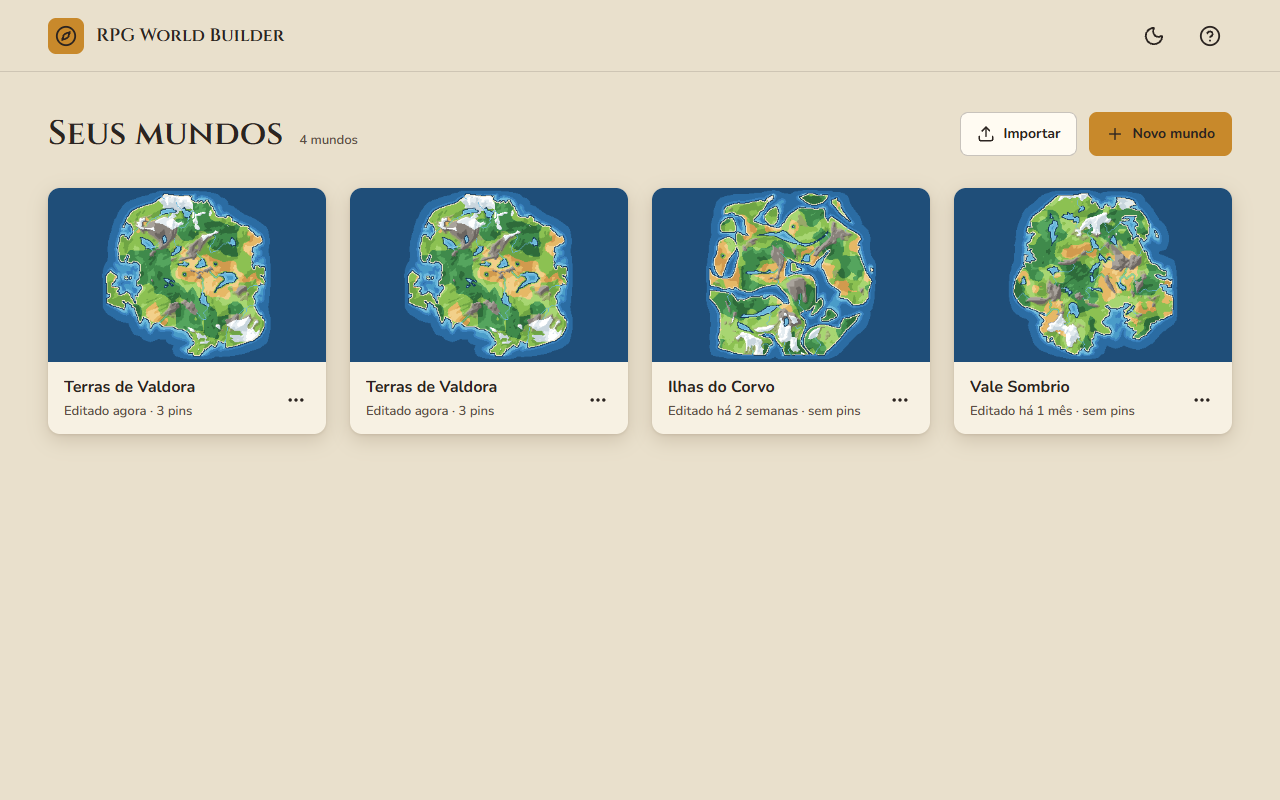 RPG World Builder
Seus mundos
4 mundos
Importar
Novo mundo
Terras de Valdora
Editado agora · 3 pins
Terras de Valdora
Editado agora · 3 pins
Ilhas do Corvo
Editado há 2 semanas · sem pins
Vale Sombrio
Editado há 1 mês · sem pins